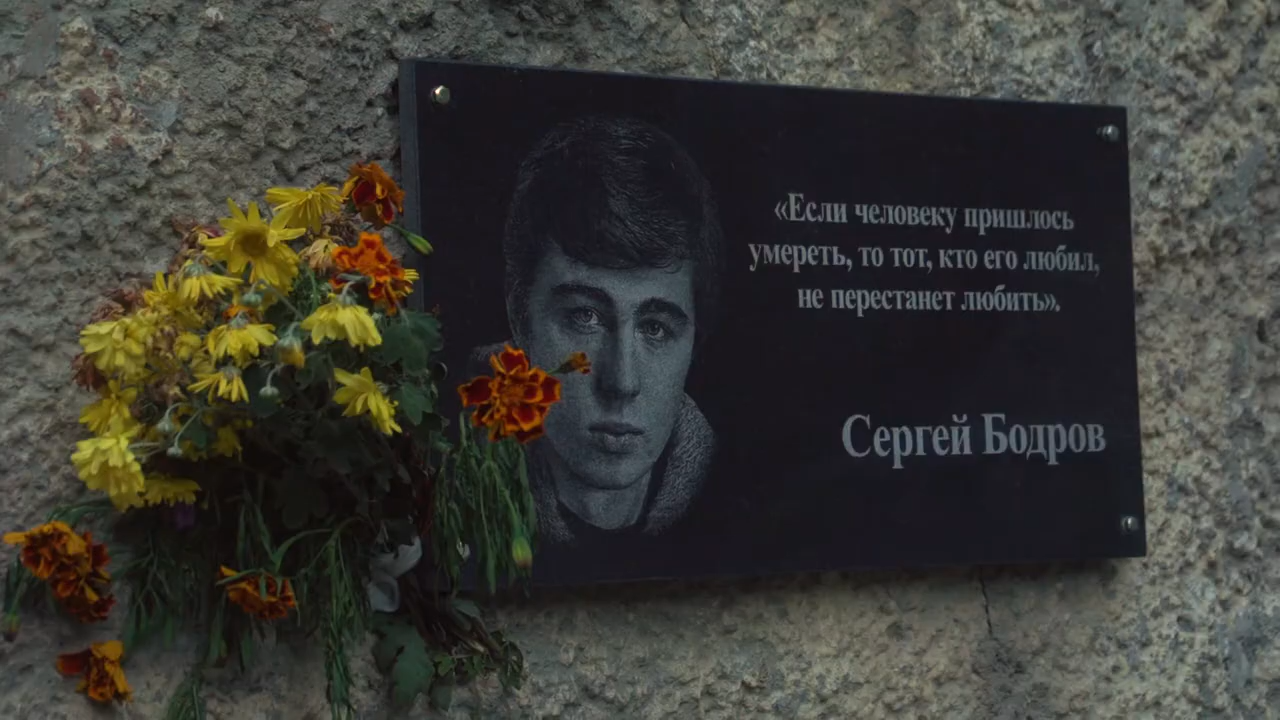 «Если человеку пришлось
умереть, то тот, кто его любил,
не перестанет любить».
Сергей Бодров